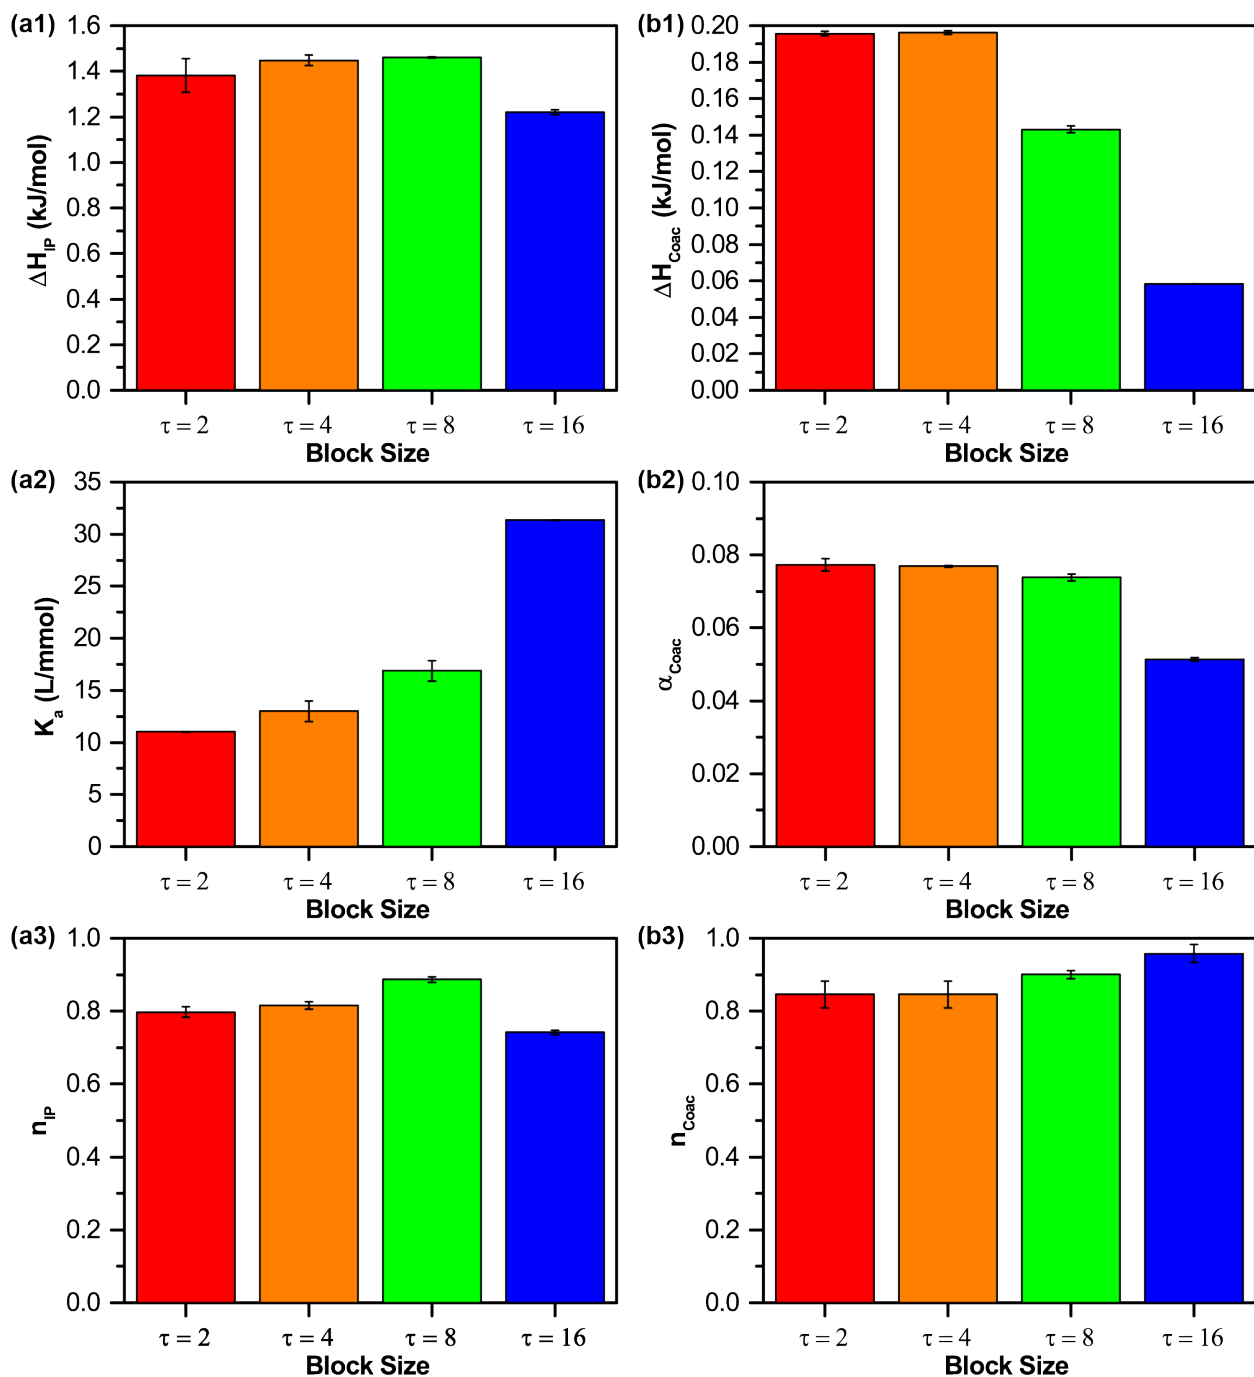 (a1)
1.6
1.4
1.2
1.0
0.8
0.6
0.4
0.2
0.0
ΔH_IP (kJ/mol)
τ = 2 τ = 4 τ = 8 τ = 16
Block Size
(b1)
0.20
0.18
0.16
0.14
0.12
0.10
0.08
0.06
0.04
0.02
0.00
ΔH_Coac (kJ/mol)
τ = 2 τ = 4 τ = 8 τ = 16
Block Size
(a2)
35
30
25
20
15
10
5
0
K_a (L/mmol)
τ = 2 τ = 4 τ = 8 τ = 16
Block Size
(b2)
0.10
0.08
0.06
0.04
0.02
0.00
α_Coac
τ = 2 τ = 4 τ = 8 τ = 16
Block Size
(a3)
1.0
0.8
0.6
0.4
0.2
0.0
n_IP
τ = 2 τ = 4 τ = 8 τ = 16
Block Size
(b3)
1.0
0.8
0.6
0.4
0.2
0.0
n_Coac
τ = 2 τ = 4 τ = 8 τ = 16
Block Size